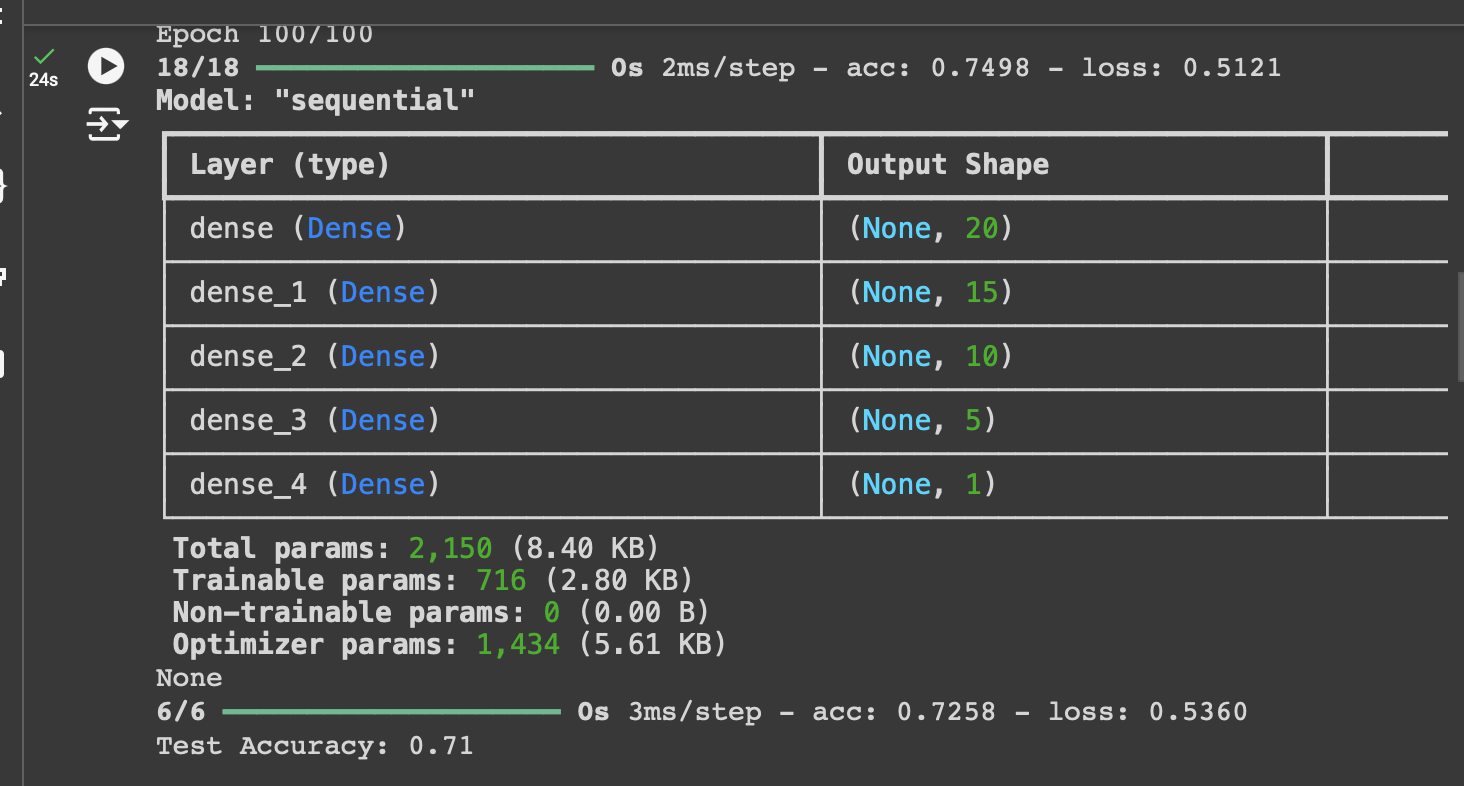 Epoch 100/100
24s
18/18 0s 2ms/step - acc: 0.7498 - loss: 0.5121
Model: "sequential"
Layer (type) Output Shape
dense (Dense) (None, 20)
dense_1 (Dense) (None, 15)
dense_2 (Dense) (None, 10)
dense_3 (Dense) (None, 5)
dense_4 (Dense) (None, 1)
Total params: 2,150 (8.40 KB)
Trainable params: 716 (2.80 KB)
Non-trainable params: 0 (0.00 B)
Optimizer params: 1,434 (5.61 KB)
None
6/6 0s 3ms/step - acc: 0.7258 - loss: 0.5360
Test Accuracy: 0.71